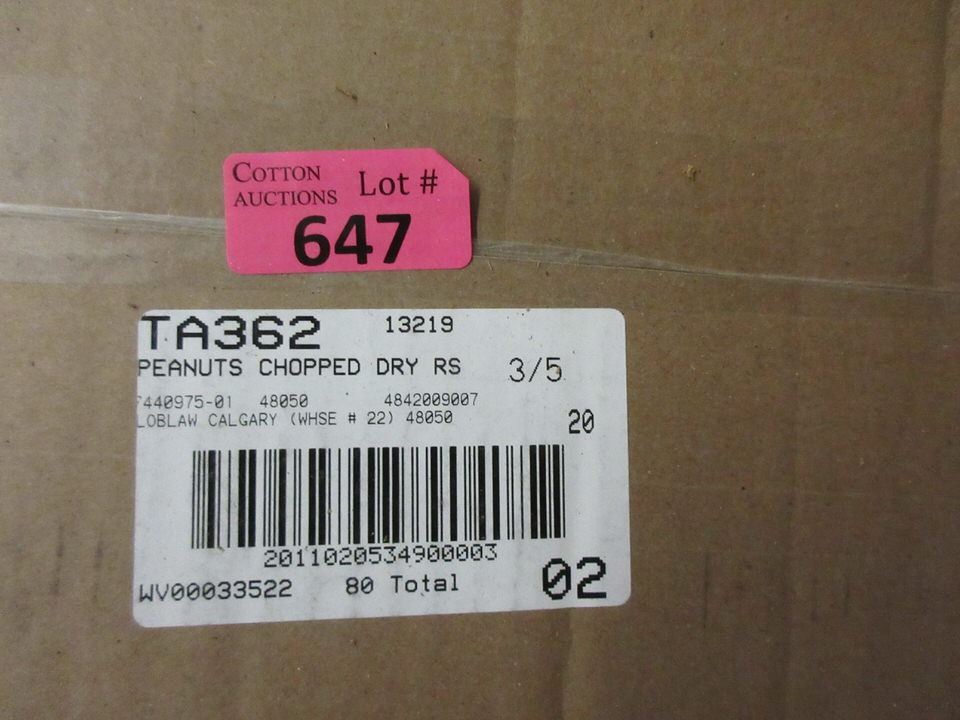 COTTON
AUCTIONS Lot #
647
TA362 13219
PEANUTS CHOPPED DRY RS 3/5
7440975-01 48050 4842009007
LOBLAW CALGARY (WHSE # 22) 48050
20
2011020534900003
WV00033522 80 Total 02